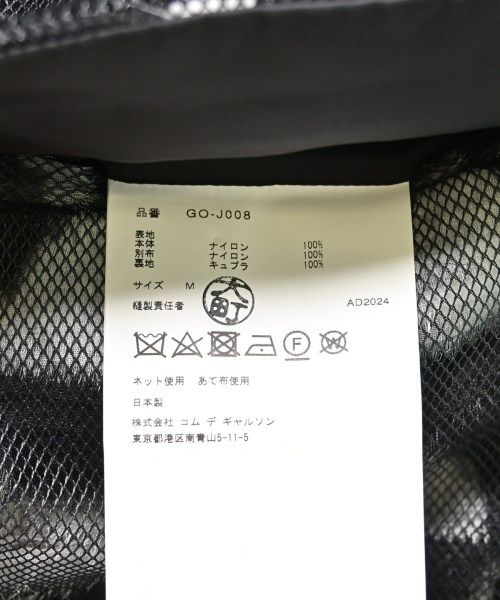 品番 GO-J008
表地
本体 ナイロン 100%
別布 ナイロン 100%
裏地 キュプラ 100%
サイズ M
縫製責任者 大町 AD2024
F W
ネット使用 あて布使用
日本製
株式会社 コム デ ギャルソン
東京都港区南青山5-11-5